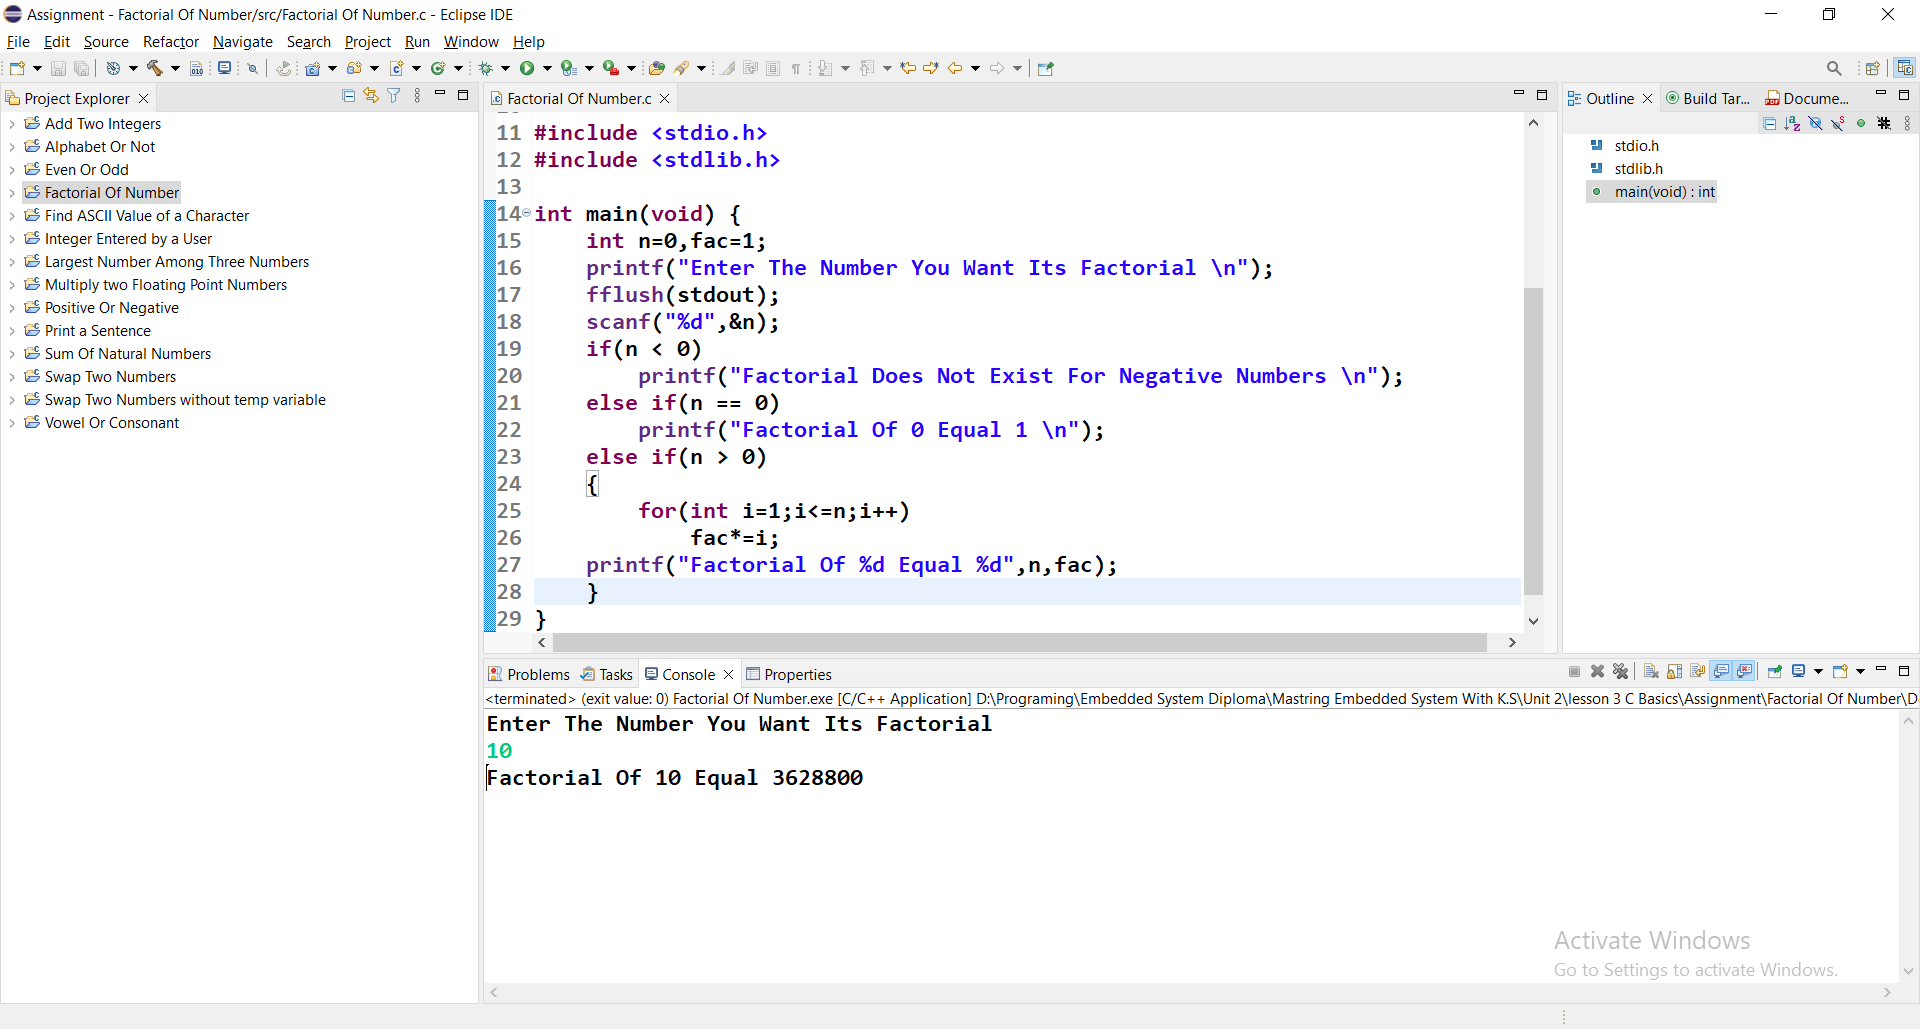 Assignment - Factorial Of Number/src/Factorial Of Number.c - Eclipse IDE
File Edit Source Refactor Navigate Search Project Run Window Help
Project Explorer
Add Two Integers
Alphabet Or Not
Even Or Odd
Factorial Of Number
Find ASCII Value of a Character
Integer Entered by a User
Largest Number Among Three Numbers
Multiply two Floating Point Numbers
Positive Or Negative
Print a Sentence
Sum Of Natural Numbers
Swap Two Numbers
Swap Two Numbers without temp variable
Vowel Or Consonant
Factorial Of Number.c
11 #include <stdio.h>
12 #include <stdlib.h>
13
14 int main(void) {
15     int n=0,fac=1;
16     printf("Enter The Number You Want Its Factorial \n");
17     fflush(stdout);
18     scanf("%d",&n);
19     if(n < 0)
20         printf("Factorial Does Not Exist For Negative Numbers \n");
21     else if(n == 0)
22         printf("Factorial Of 0 Equal 1 \n");
23     else if(n > 0)
24     {
25         for(int i=1;i<=n;i++)
26             fac*=i;
27     printf("Factorial Of %d Equal %d",n,fac);
28     }
29 }
Outline Build Tar... Docume...
stdio.h
stdlib.h
main(void) : int
Problems Tasks Console Properties
<terminated> (exit value: 0) Factorial Of Number.exe [C/C++ Application] D:\Programing\Embedded System Diploma\Mastring Embedded System With K.S\Unit 2\lesson 3 C Basics\Assignment\Factorial Of Number\D
Enter The Number You Want Its Factorial
10
Factorial Of 10 Equal 3628800
Activate Windows
Go to Settings to activate Windows.